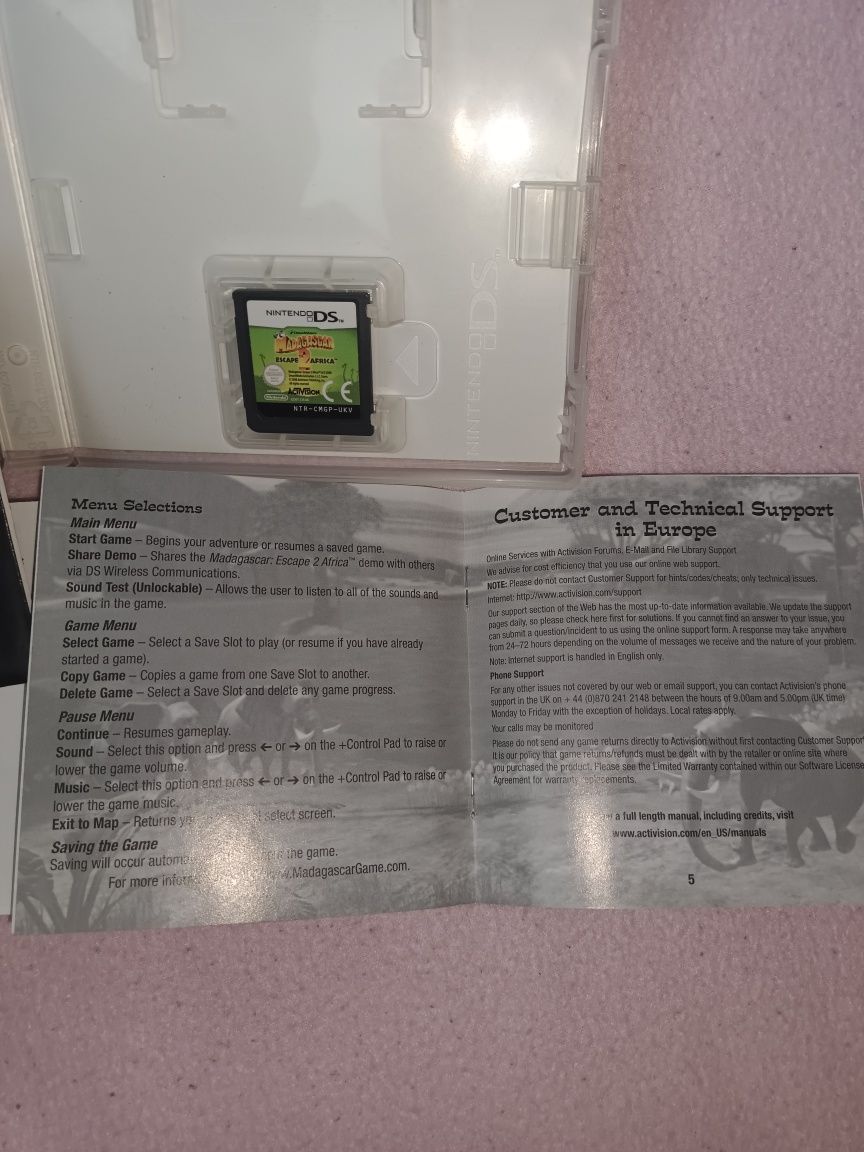 NINTENDO DS™
MADAGASCAR
ESCAPE 2 AFRICA™
ACTIVISION
Nintendo
CE
NTR-CMGP-UKV
NINTENDO DS™
Menu Selections
Main Menu
Start Game – Begins your adventure or resumes a saved game.
Share Demo – Shares the Madagascar: Escape 2 Africa™ demo with others
via DS Wireless Communications.
Sound Test (Unlockable) – Allows the user to listen to all of the sounds and
music in the game.
Game Menu
Select Game – Select a Save Slot to play (or resume if you have already
started a game).
Copy Game – Copies a game from one Save Slot to another.
Delete Game – Select a Save Slot and delete any game progress.
Pause Menu
Continue – Resumes gameplay.
Sound – Select this option and press ← or → on the +Control Pad to raise or
lower the game volume.
Music – Select this option and press ← or → on the +Control Pad to raise or
lower the game music.
Exit to Map – Returns select screen.
Saving the Game
Saving will occur the game.
For more MadagascarGame.com.
Customer and Technical Support
in Europe
Online Services with Activision Forums, E-Mail and File Library Support
We advise for cost efficiency that you use our online web support.
NOTE: Please do not contact Customer Support for hints/codes/cheats; only technical issues.
Internet: http://www.activision.com/support
Our support section of the Web has the most up-to-date information available. We update the support
pages daily, so please check here first for solutions. If you cannot find an answer to your issue, you
can submit a question/incident to us using the online support form. A response may take anywhere
from 24–72 hours depending on the volume of messages we receive and the nature of your problem.
Note: Internet support is handled in English only.
Phone Support
For any other issues not covered by our web or email support, you can contact Activision's phone
support in the UK on + 44 (0)870 241 2148 between the hours of 9.00am and 5.00pm (UK time)
Monday to Friday with the exception of holidays. Local rates apply.
Your calls may be monitored
Please do not send any game returns directly to Activision without first contacting Customer Support
It is our policy that game returns/refunds must be dealt with by the retailer or online site where
you purchased the product. Please see the Limited Warranty contained within our Software License
Agreement for warranty replacements.
a full length manual, including credits, visit
www.activision.com/en_US/manuals
5